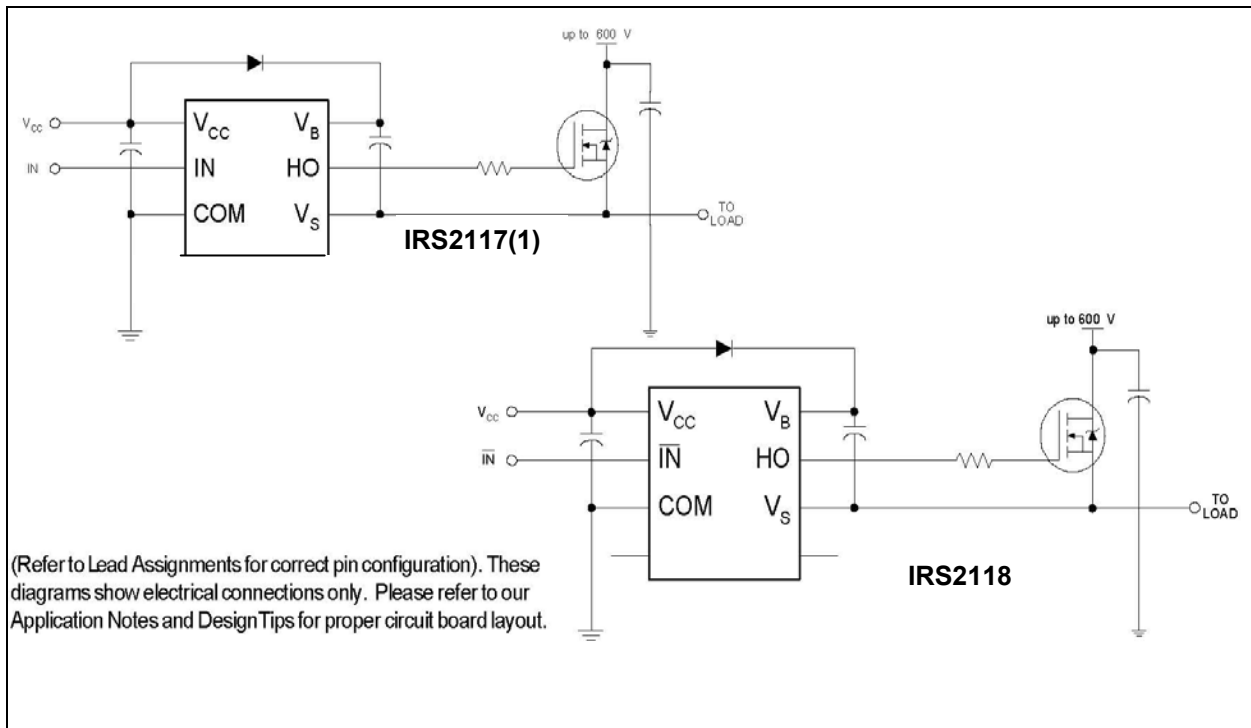 up to 600 V
V_CC
V_CC V_B
IN
IN HO
COM V_S
TO
LOAD
IRS2117(1)
up to 600 V
V_CC
V_CC V_B
I̅N̅
I̅N̅ HO
COM V_S
TO
LOAD
IRS2118
(Refer to Lead Assignments for correct pin configuration). These
diagrams show electrical connections only. Please refer to our
Application Notes and DesignTips for proper circuit board layout.